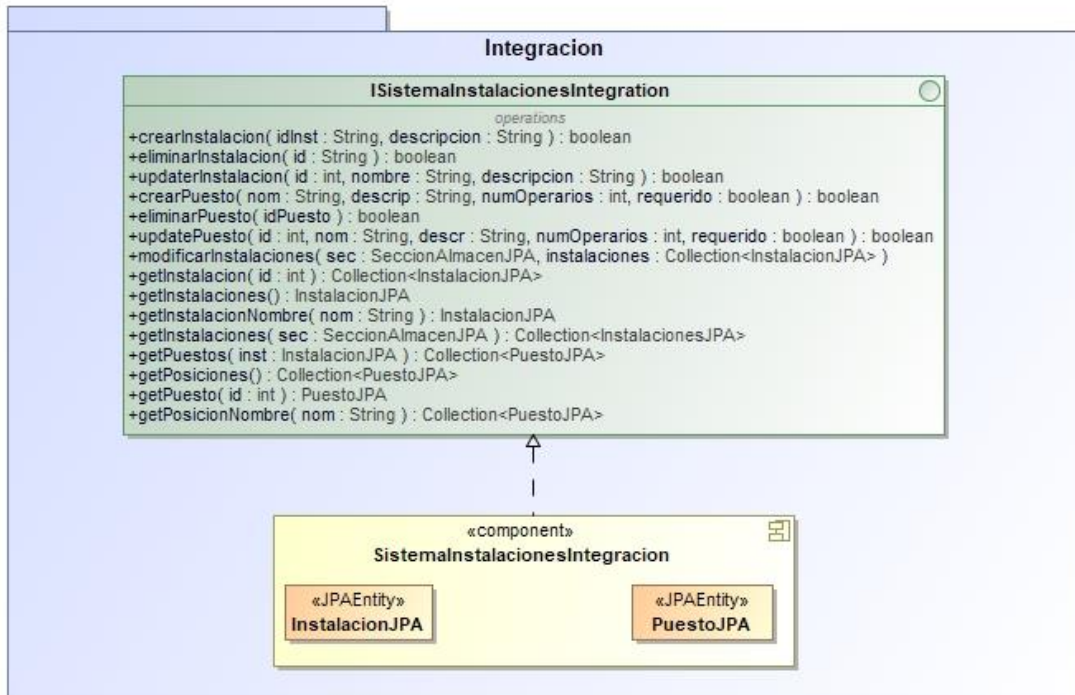 Integracion
ISistemaInstalacionesIntegration
operations
+crearInstalacion( idInst : String, descripcion : String ) : boolean
+eliminarInstalacion( id : String ) : boolean
+updaterInstalacion( id : int, nombre : String, descripcion : String ) : boolean
+crearPuesto( nom : String, descrip : String, numOperarios : int, requerido : boolean ) : boolean
+eliminarPuesto( idPuesto ) : boolean
+updatePuesto( id : int, nom : String, descr : String, numOperarios : int, requerido : boolean ) : boolean
+modificarInstalaciones( sec : SeccionAlmacenJPA, instalaciones : Collection<InstalacionJPA> )
+getInstalacion( id : int ) : Collection<InstalacionJPA>
+getInstalaciones() : InstalacionJPA
+getInstalacionNombre( nom : String ) : InstalacionJPA
+getInstalaciones( sec : SeccionAlmacenJPA ) : Collection<InstalacionesJPA>
+getPuestos( inst : InstalacionJPA ) : Collection<PuestoJPA>
+getPosiciones() : Collection<PuestoJPA>
+getPuesto( id : int ) : PuestoJPA
+getPosicionNombre( nom : String ) : Collection<PuestoJPA>
«component»
SistemaInstalacionesIntegracion
«JPAEntity»
InstalacionJPA
«JPAEntity»
PuestoJPA